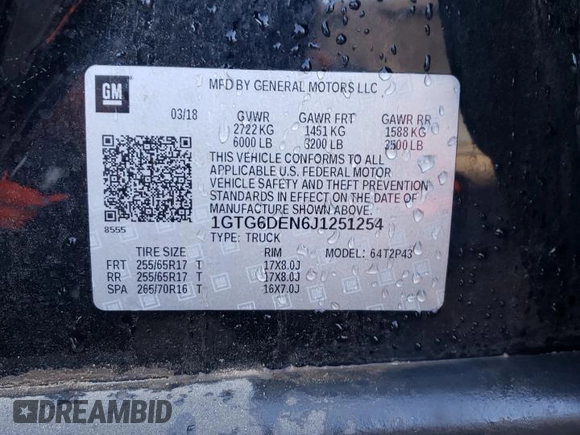 GM
MFD BY GENERAL MOTORS LLC
03/18 GVWR GAWR FRT GAWR RR
2722 KG 1451 KG 1588 KG
6000 LB 3200 LB 3500 LB
THIS VEHICLE CONFORMS TO ALL
APPLICABLE U.S. FEDERAL MOTOR
VEHICLE SAFETY AND THEFT PREVENTION
STANDARDS IN EFFECT ON THE DATE OF
MANUFACTURE SHOWN ABOVE.
8555 1GTG6DEN6J1251254
TYPE: TRUCK
TIRE SIZE RIM MODEL: 64T2P43
FRT 255/65R17 T 17X8.0J
RR 255/65R17 T 17X8.0J
SPA 265/70R16 T 16X7.0J
DREAMBID